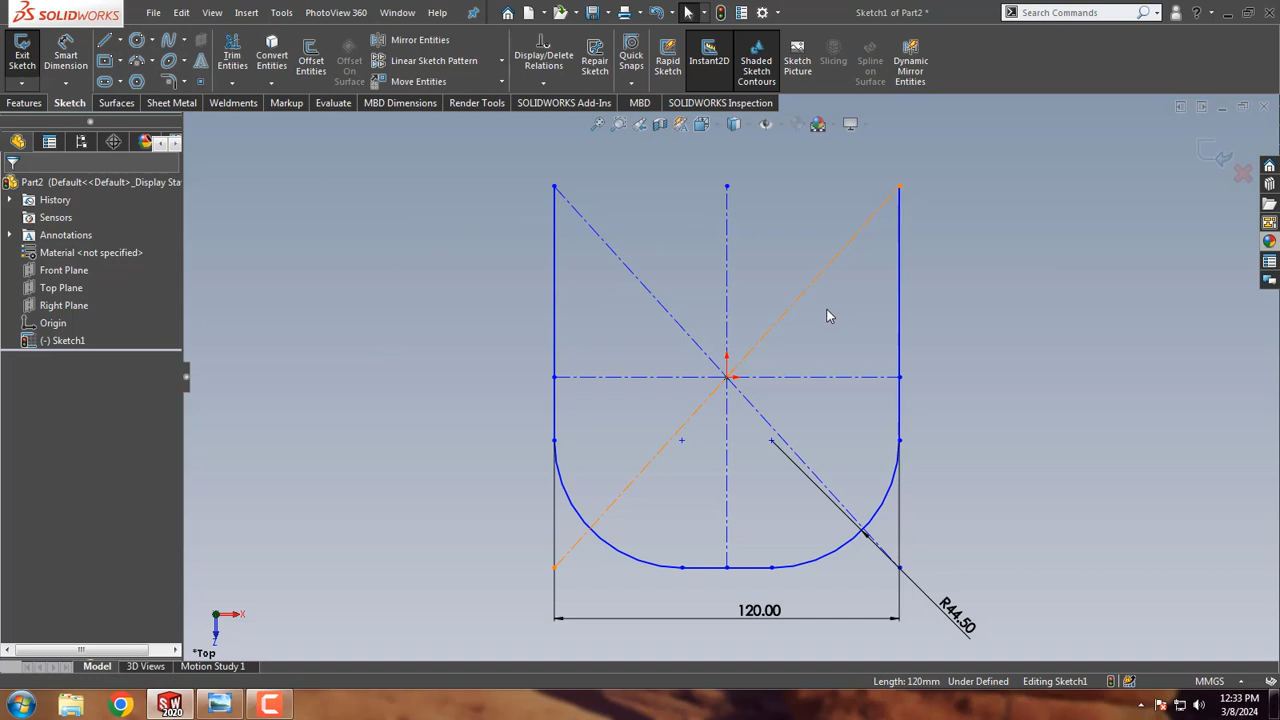 SOLIDWORKS
File
Edit
View
Insert
Tools
PhotoView 360
Window
Help
Sketch1 of Part2 *
Search Commands
Exit Sketch
Smart Dimension
Trim Entities
Convert Entities
Offset Entities
Offset On Surface
Mirror Entities
Linear Sketch Pattern
Move Entities
Display/Delete Relations
Repair Sketch
Quick Snaps
Rapid Sketch
Instant2D
Shaded Sketch Contours
Sketch Picture
Slicing
Spline on Surface
Dynamic Mirror Entities
Features
Sketch
Surfaces
Sheet Metal
Weldments
Markup
Evaluate
MBD Dimensions
Render Tools
SOLIDWORKS Add-Ins
MBD
SOLIDWORKS Inspection
Part2 (Default<<Default>_Display Sta
History
Sensors
Annotations
Material <not specified>
Front Plane
Top Plane
Right Plane
Origin
(-) Sketch1
120.00
R44.50
X
Z
*Top
Model
3D Views
Motion Study 1
Length: 120mm
Under Defined
Editing Sketch1
MMGS
SW
2020
12:33 PM
3/8/2024